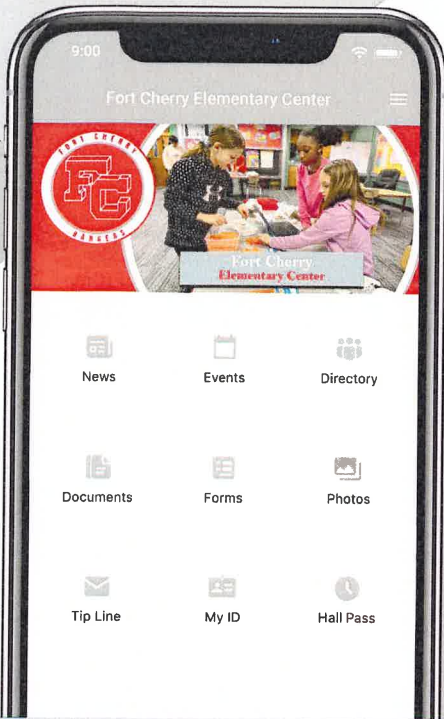 9:00
Fort Cherry Elementary Center
FORT CHERRY
FC
RANGERS
Fort Cherry
Elementary Center
News Events Directory
Documents Forms Photos
Tip Line My ID Hall Pass